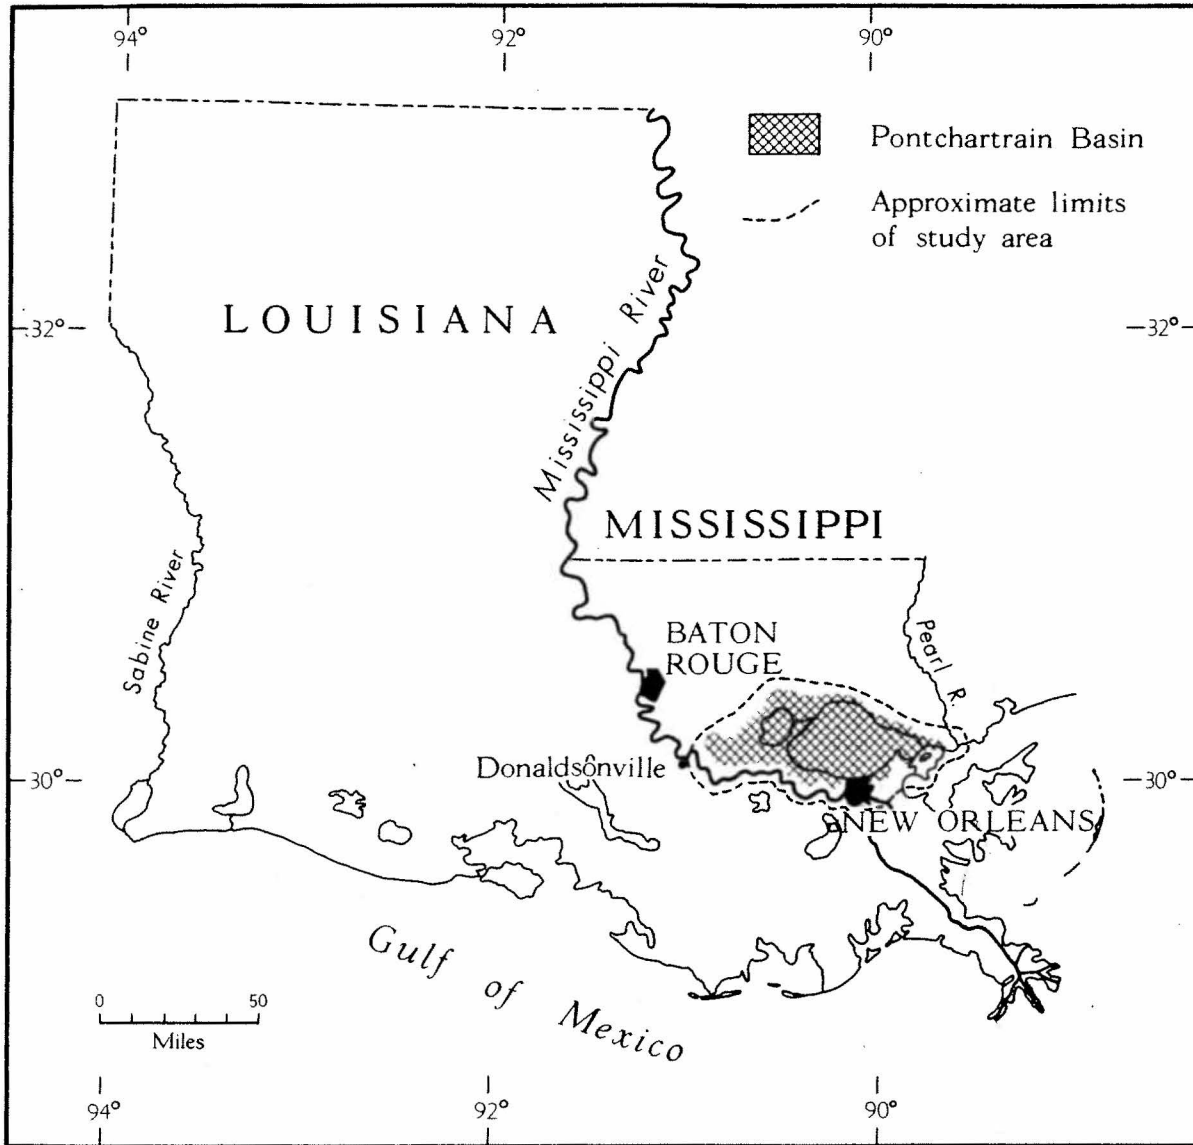 94°
92°
90°
Pontchartrain Basin
Approximate limits
of study area
Mississippi River
LOUISIANA
32°
32°
MISSISSIPPI
Sabine River
BATON
ROUGE
Pearl R.
Donaldsonville
30°
30°
NEW ORLEANS
Gulf of Mexico
0 50
Miles
94°
92°
90°